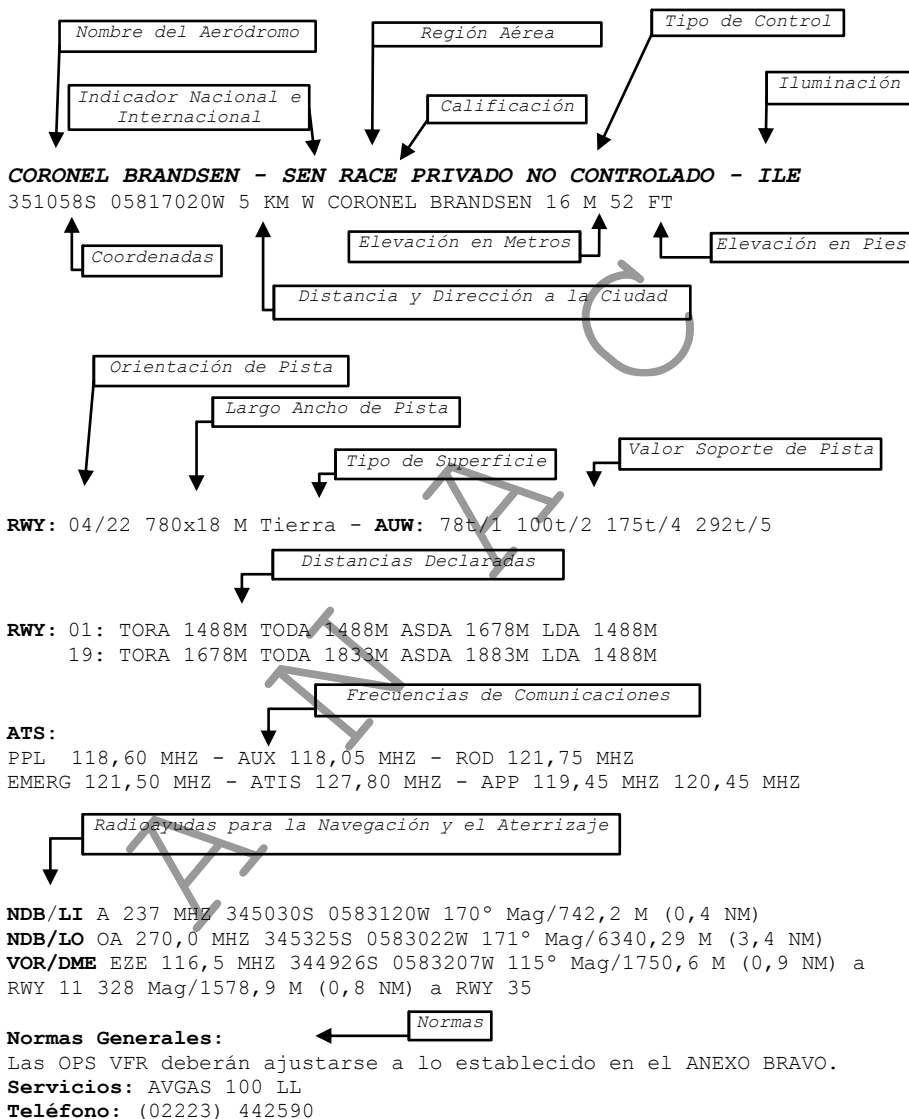 Nombre del Aeródromo
Región Aérea
Tipo de Control
Indicador Nacional e
Internacional
Calificación
Iluminación
CORONEL BRANDSEN - SEN RACE PRIVADO NO CONTROLADO - ILE
351058S 05817020W 5 KM W CORONEL BRANDSEN 16 M 52 FT
Coordenadas
Elevación en Metros
Elevación en Pies
Distancia y Dirección a la Ciudad
Orientación de Pista
Largo Ancho de Pista
Tipo de Superficie
Valor Soporte de Pista
RWY: 04/22 780x18 M Tierra - AUW: 78t/1 100t/2 175t/4 292t/5
Distancias Declaradas
RWY: 01: TORA 1488M TODA 1488M ASDA 1678M LDA 1488M
19: TORA 1678M TODA 1833M ASDA 1883M LDA 1488M
Frecuencias de Comunicaciones
ATS:
PPL 118,60 MHZ - AUX 118,05 MHZ - ROD 121,75 MHZ
EMERG 121,50 MHZ - ATIS 127,80 MHZ - APP 119,45 MHZ 120,45 MHZ
Radioayudas para la Navegación y el Aterrizaje
NDB/LI A 237 MHZ 345030S 0583120W 170º Mag/742,2 M (0,4 NM)
NDB/LO OA 270,0 MHZ 345325S 0583022W 171º Mag/6340,29 M (3,4 NM)
VOR/DME EZE 116,5 MHZ 344926S 0583207W 115º Mag/1750,6 M (0,9 NM) a
RWY 11 328 Mag/1578,9 M (0,8 NM) a RWY 35
Normas
Normas Generales:
Las OPS VFR deberán ajustarse a lo establecido en el ANEXO BRAVO.
Servicios: AVGAS 100 LL
Teléfono: (02223) 442590
ANAC